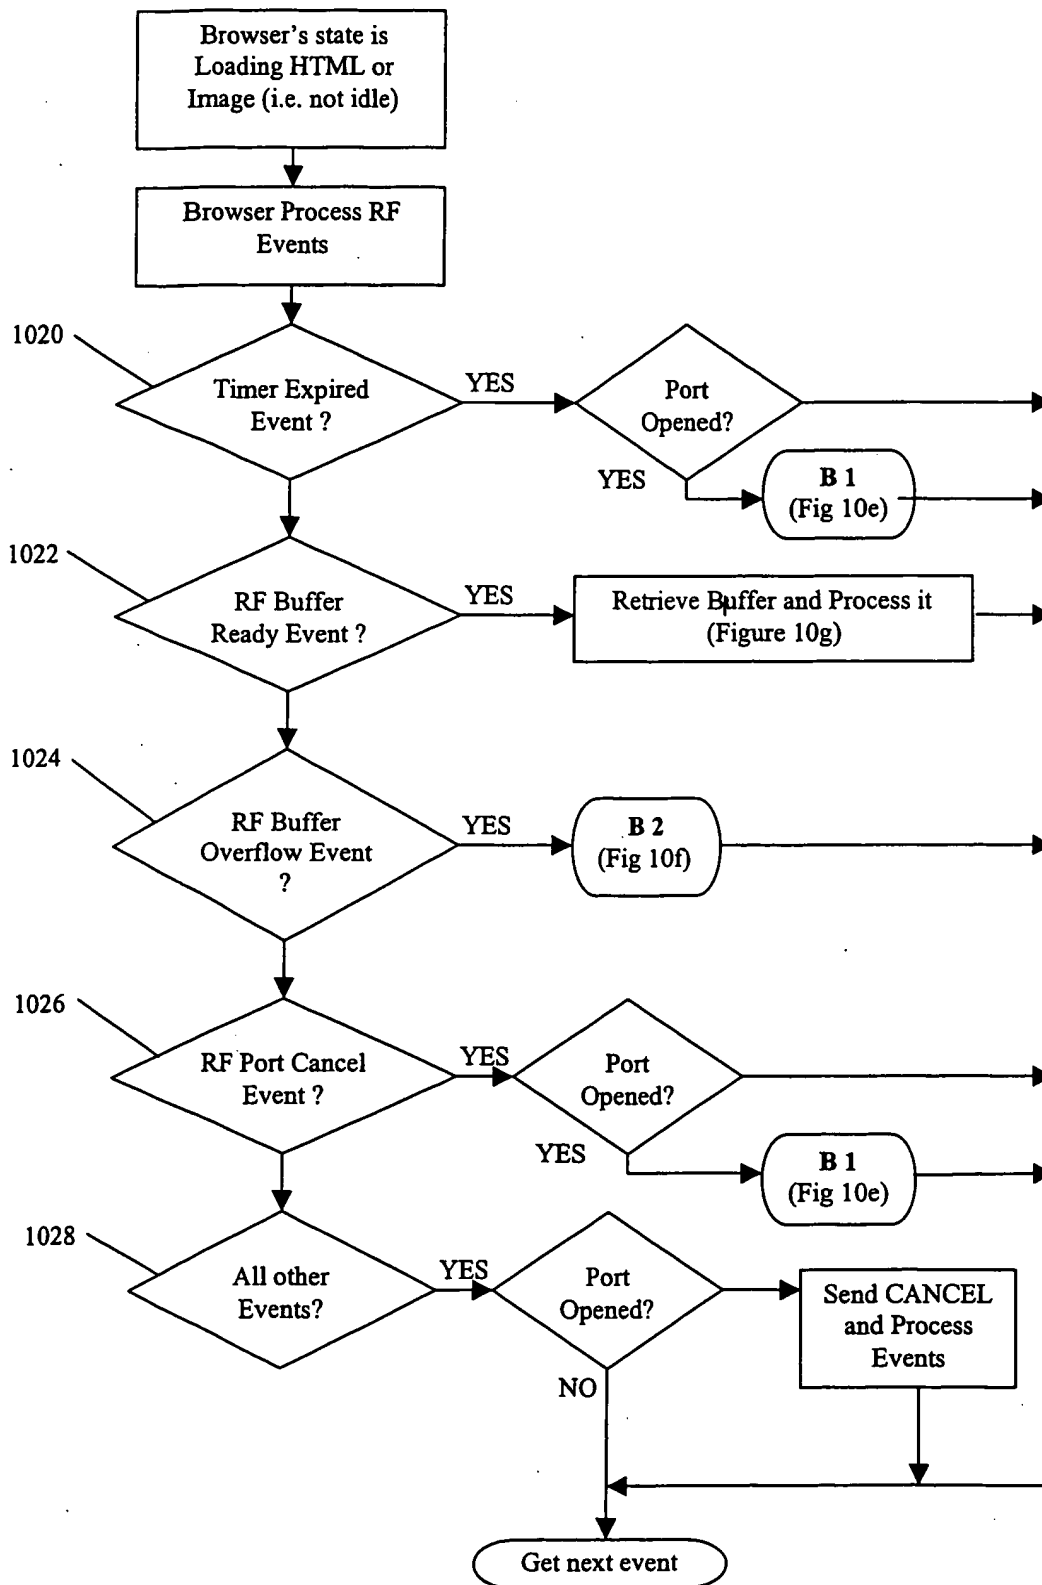 Browser's state is
Loading HTML or
Image (i.e. not idle)
Browser Process RF
Events
1020
Timer Expired
Event ?
YES
Port
Opened?
YES
B 1
(Fig 10e)
1022
RF Buffer
Ready Event ?
YES
Retrieve Buffer and Process it
(Figure 10g)
1024
RF Buffer
Overflow Event
?
YES
B 2
(Fig 10f)
1026
RF Port Cancel
Event ?
YES
Port
Opened?
YES
B 1
(Fig 10e)
1028
All other
Events?
YES
Port
Opened?
Send CANCEL
and Process
Events
NO
Get next event